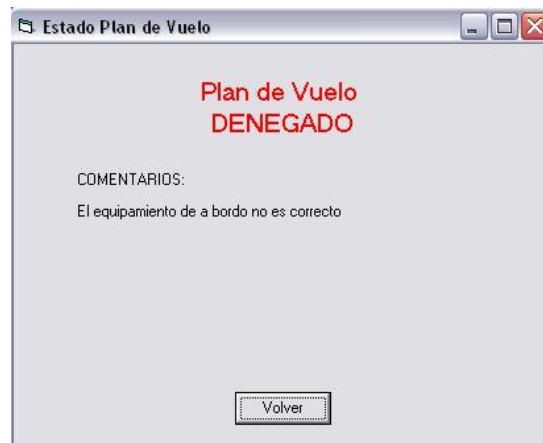 Estado Plan de Vuelo
Plan de Vuelo
DENEGADO
COMENTARIOS:
El equipamiento de a bordo no es correcto
Volver